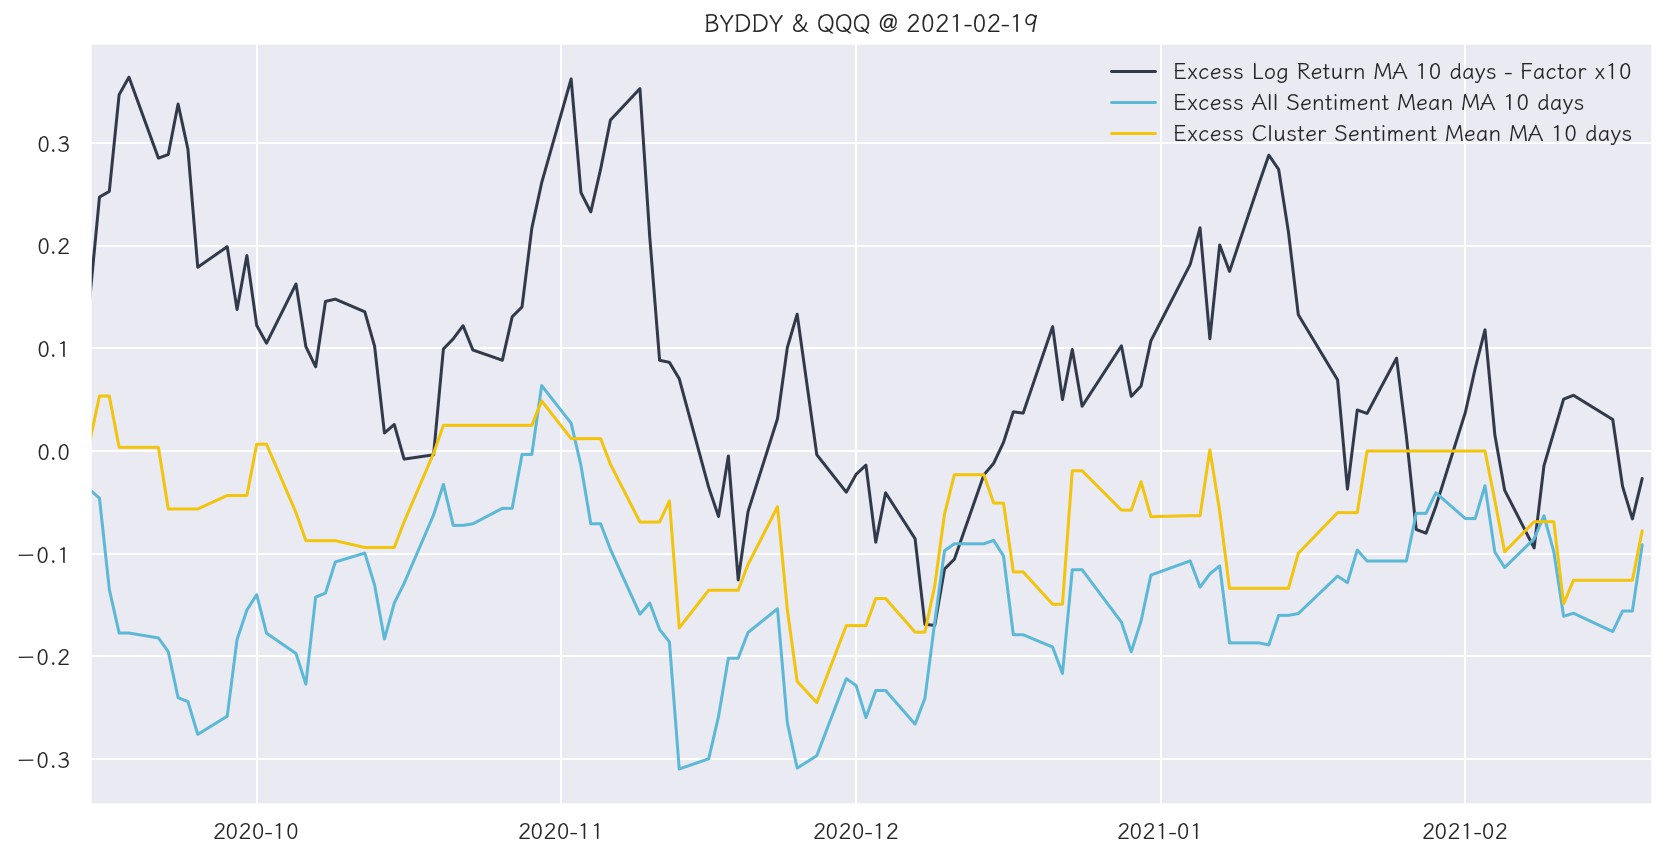 BYDDY & QQQ @ 2021-02-19
Excess Log Return MA 10 days - Factor x10
Excess All Sentiment Mean MA 10 days
Excess Cluster Sentiment Mean MA 10 days
0.3
0.2
0.1
0.0
−0.1
−0.2
−0.3
2020-10 2020-11 2020-12 2021-01 2021-02